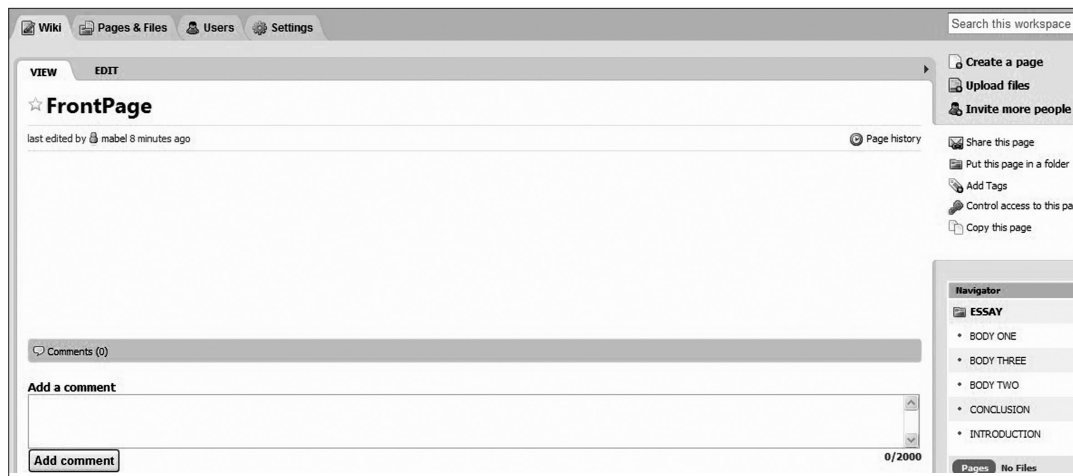 Wiki Pages & Files Users Settings
Search this workspace
VIEW EDIT
FrontPage
last edited by mabel 8 minutes ago
Page history
Comments (0)
Add a comment
0/2000
Add comment
Create a page
Upload files
Invite more people
Share this page
Put this page in a folder
Add Tags
Control access to this pa
Copy this page
Navigator
ESSAY
BODY ONE
BODY THREE
BODY TWO
CONCLUSION
INTRODUCTION
Pages No Files